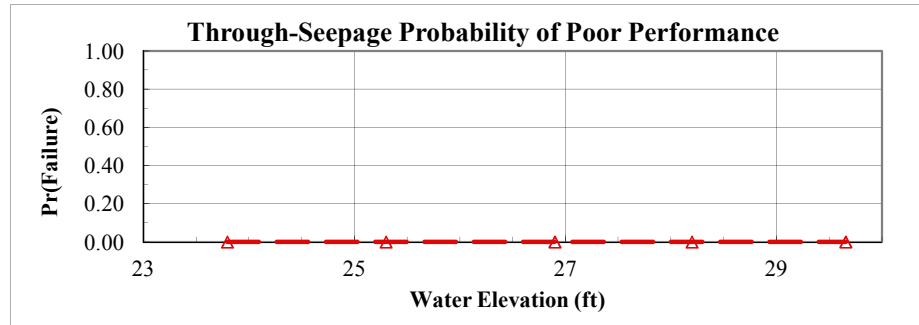 Through-Seepage Probability of Poor Performance
1.00
0.80
0.60
0.40
0.20
0.00
Pr(Failure)
23 25 27 29
Water Elevation (ft)